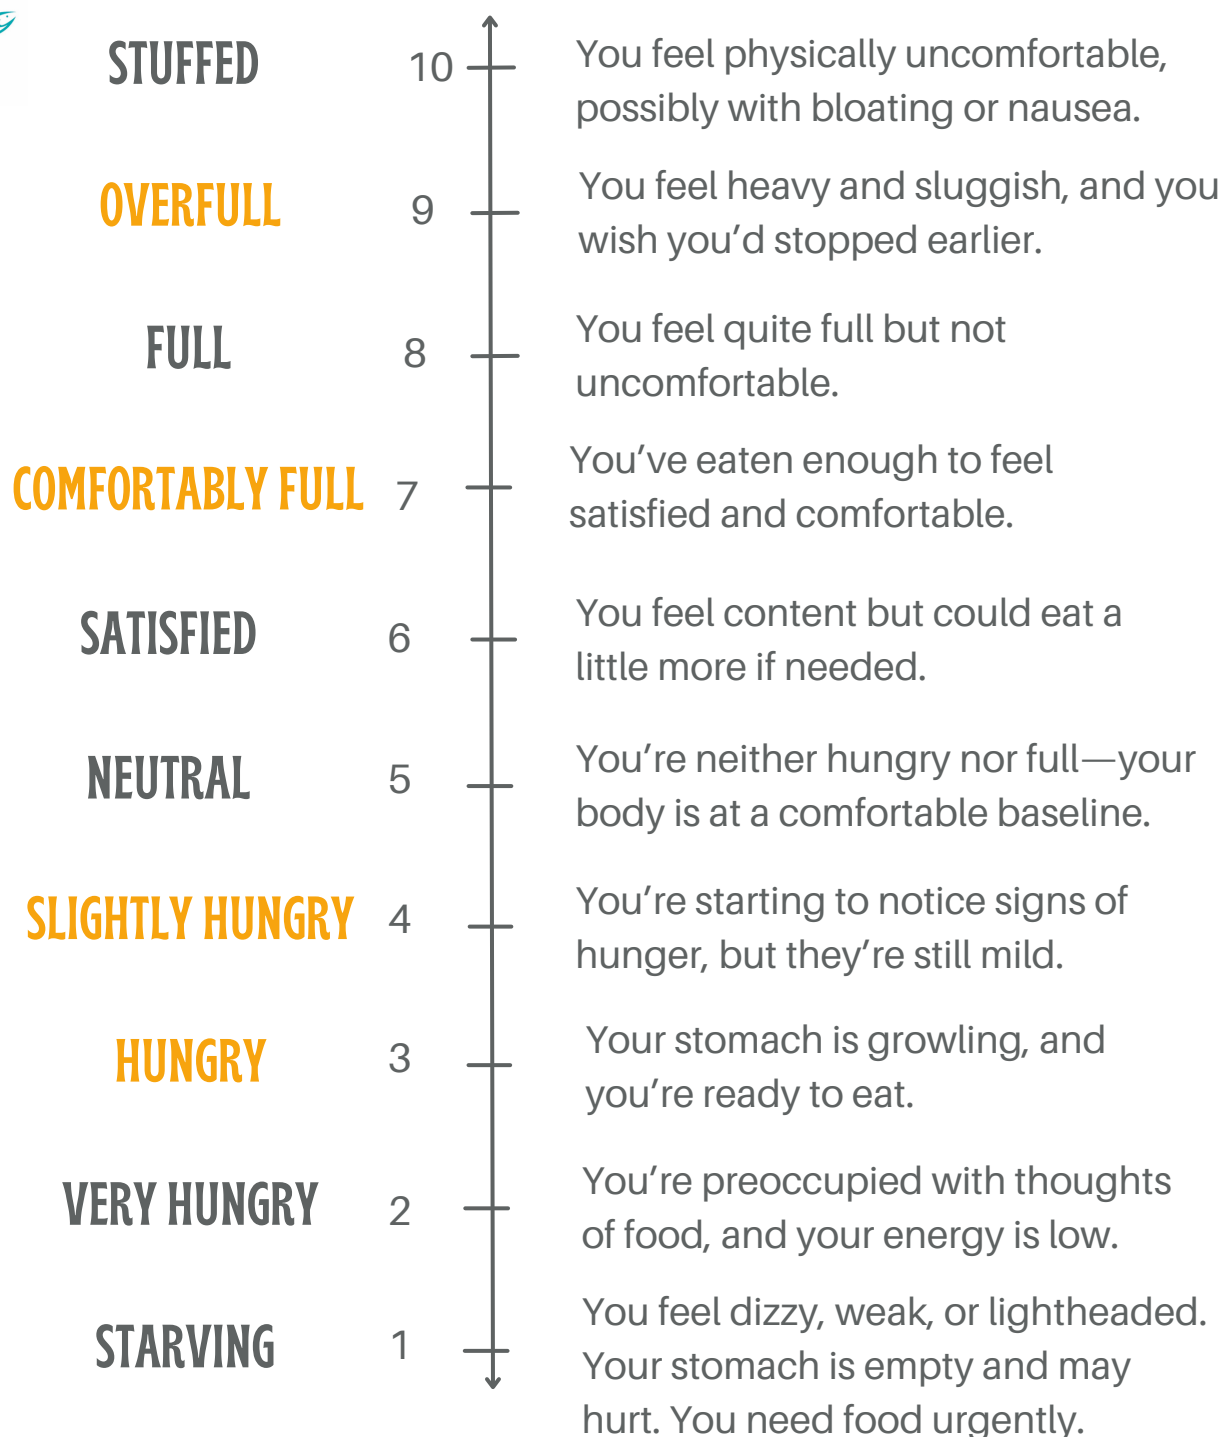 STUFFED 10 You feel physically uncomfortable,
possibly with bloating or nausea.
OVERFULL 9 You feel heavy and sluggish, and you
wish you’d stopped earlier.
FULL 8 You feel quite full but not
uncomfortable.
COMFORTABLY FULL 7 You’ve eaten enough to feel
satisfied and comfortable.
SATISFIED 6 You feel content but could eat a
little more if needed.
NEUTRAL 5 You’re neither hungry nor full—your
body is at a comfortable baseline.
SLIGHTLY HUNGRY 4 You’re starting to notice signs of
hunger, but they’re still mild.
HUNGRY 3 Your stomach is growling, and
you’re ready to eat.
VERY HUNGRY 2 You’re preoccupied with thoughts
of food, and your energy is low.
STARVING 1 You feel dizzy, weak, or lightheaded.
Your stomach is empty and may
hurt. You need food urgently.